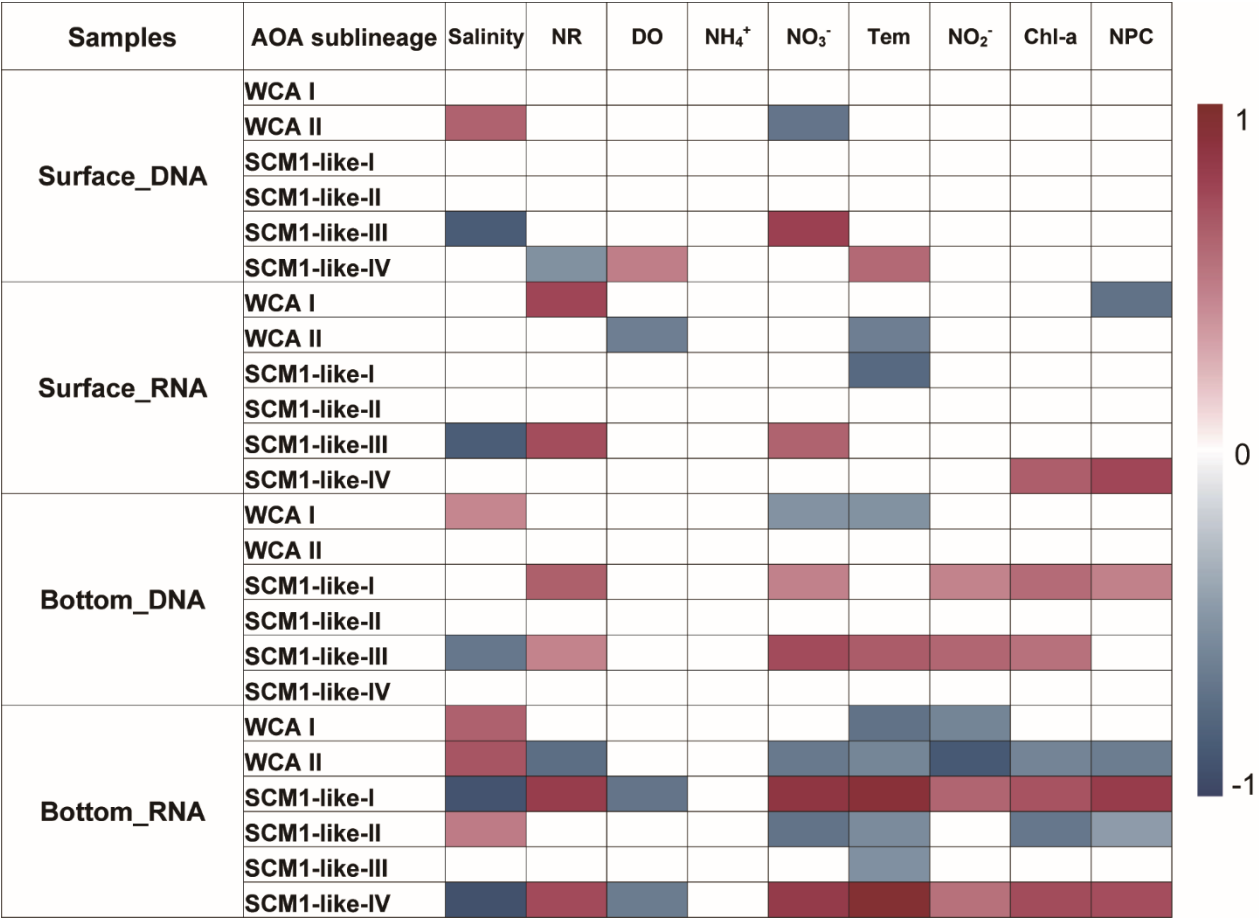 Samples AOA sublineage Salinity NR DO NH₄⁺ NO₃⁻ Tem NO₂⁻ Chl-a NPC
Surface_DNA
WCA I
WCA II
SCM1-like-I
SCM1-like-II
SCM1-like-III
SCM1-like-IV
Surface_RNA
WCA I
WCA II
SCM1-like-I
SCM1-like-II
SCM1-like-III
SCM1-like-IV
Bottom_DNA
WCA I
WCA II
SCM1-like-I
SCM1-like-II
SCM1-like-III
SCM1-like-IV
Bottom_RNA
WCA I
WCA II
SCM1-like-I
SCM1-like-II
SCM1-like-III
SCM1-like-IV
1
0
-1